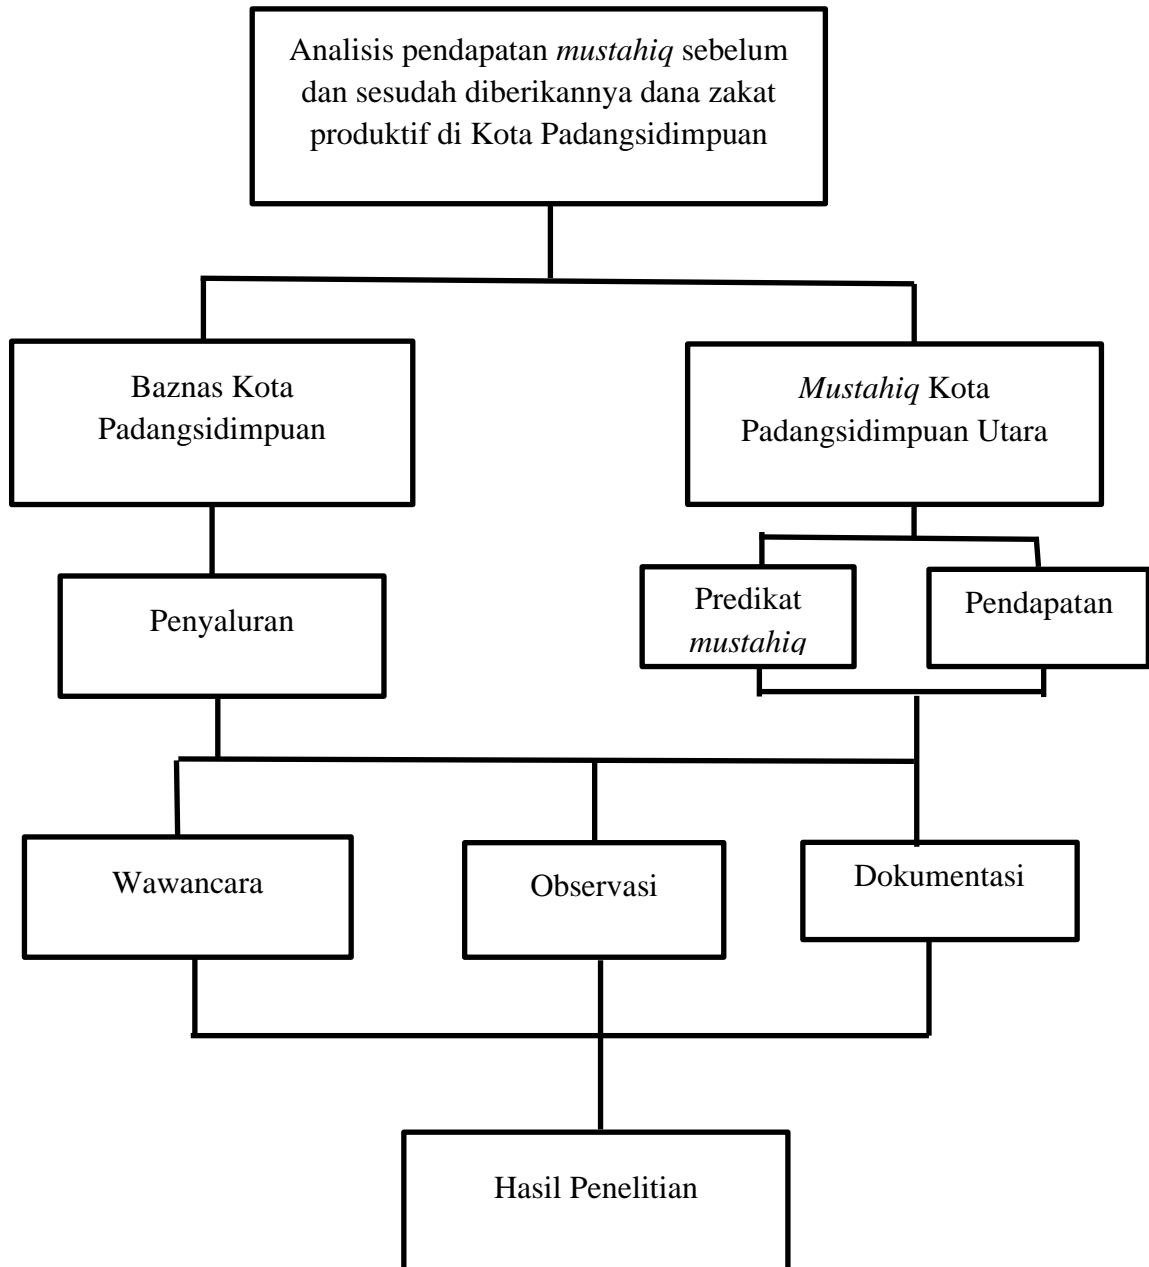 Analisis pendapatan mustahiq sebelum
dan sesudah diberikannya dana zakat
produktif di Kota Padangsidimpuan
Baznas Kota
Padangsidimpuan
Mustahiq Kota
Padangsidimpuan Utara
Penyaluran
Predikat
mustahiq
Pendapatan
Wawancara
Observasi
Dokumentasi
Hasil Penelitian